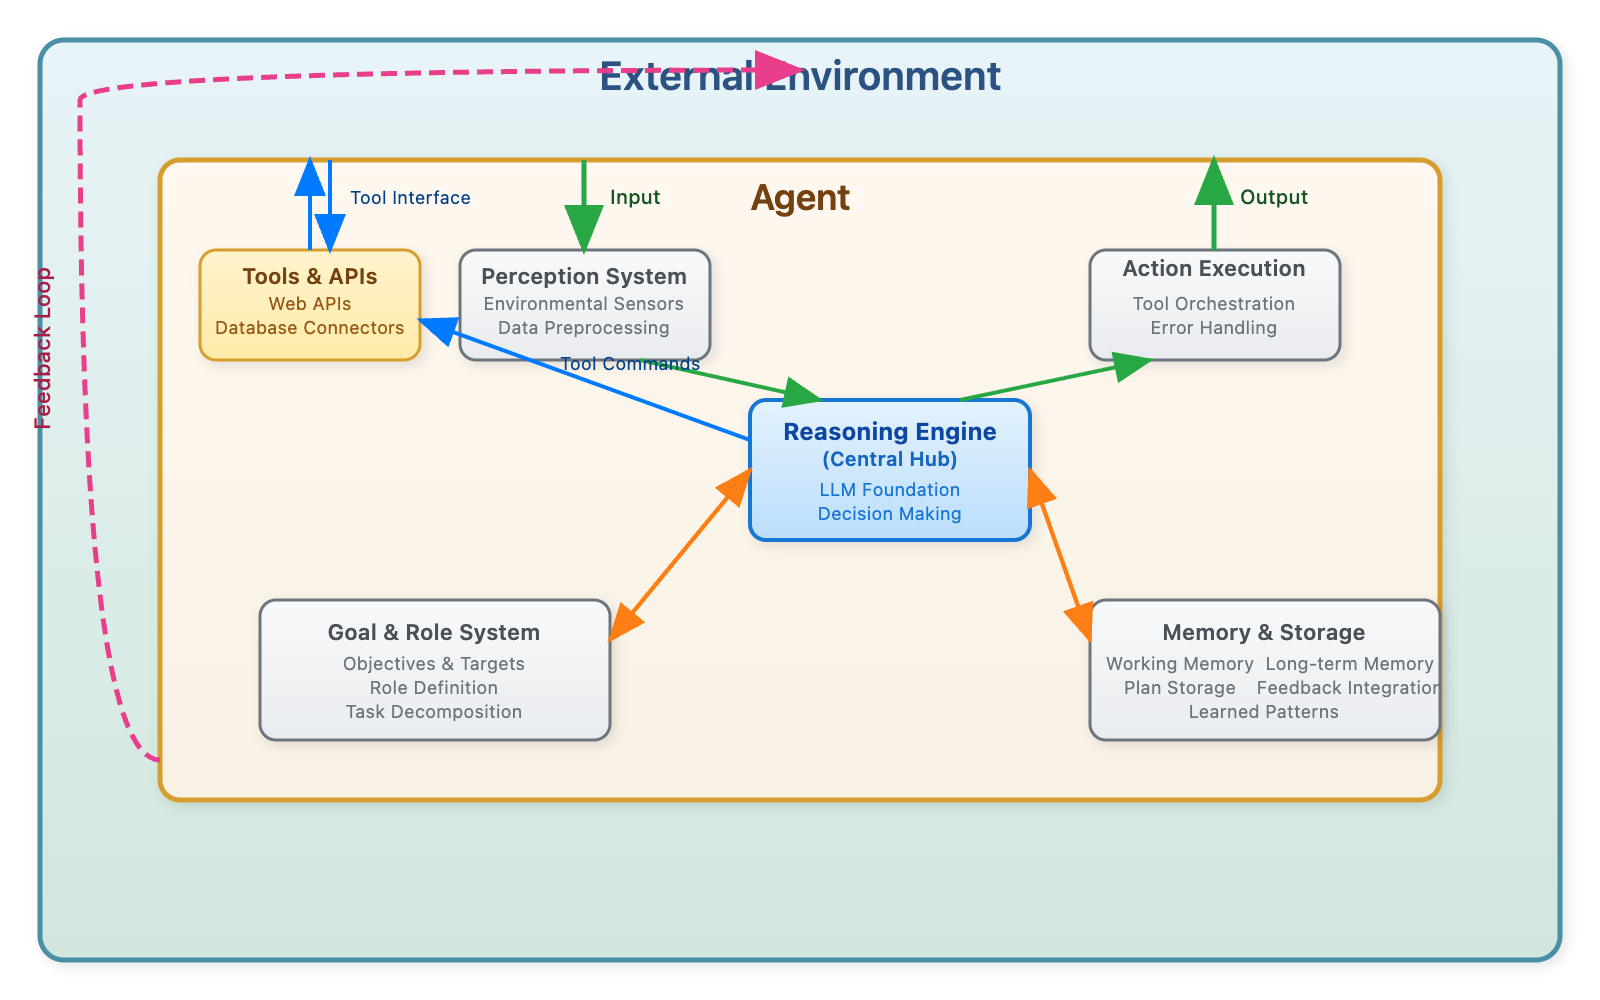 External Environment
Agent
Tool Interface
Input
Output
Feedback Loop
Tools & APIs
Web APIs
Database Connectors
Perception System
Environmental Sensors
Data Preprocessing
Action Execution
Tool Orchestration
Error Handling
Tool Commands
Reasoning Engine
(Central Hub)
LLM Foundation
Decision Making
Goal & Role System
Objectives & Targets
Role Definition
Task Decomposition
Memory & Storage
Working Memory Long-term Memory
Plan Storage Feedback Integration
Learned Patterns